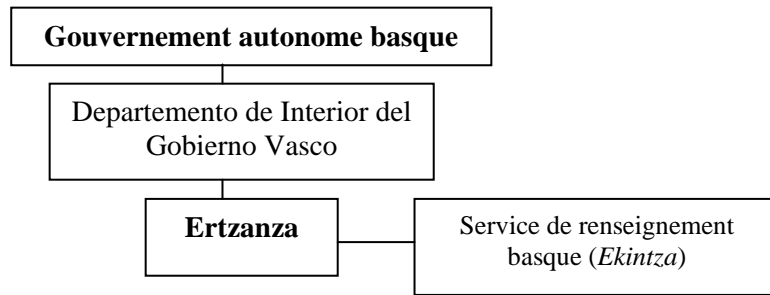 Gouvernement autonome basque
Departemento de Interior del
Gobierno Vasco
Ertzanza
Service de renseignement
basque (Ekintza)